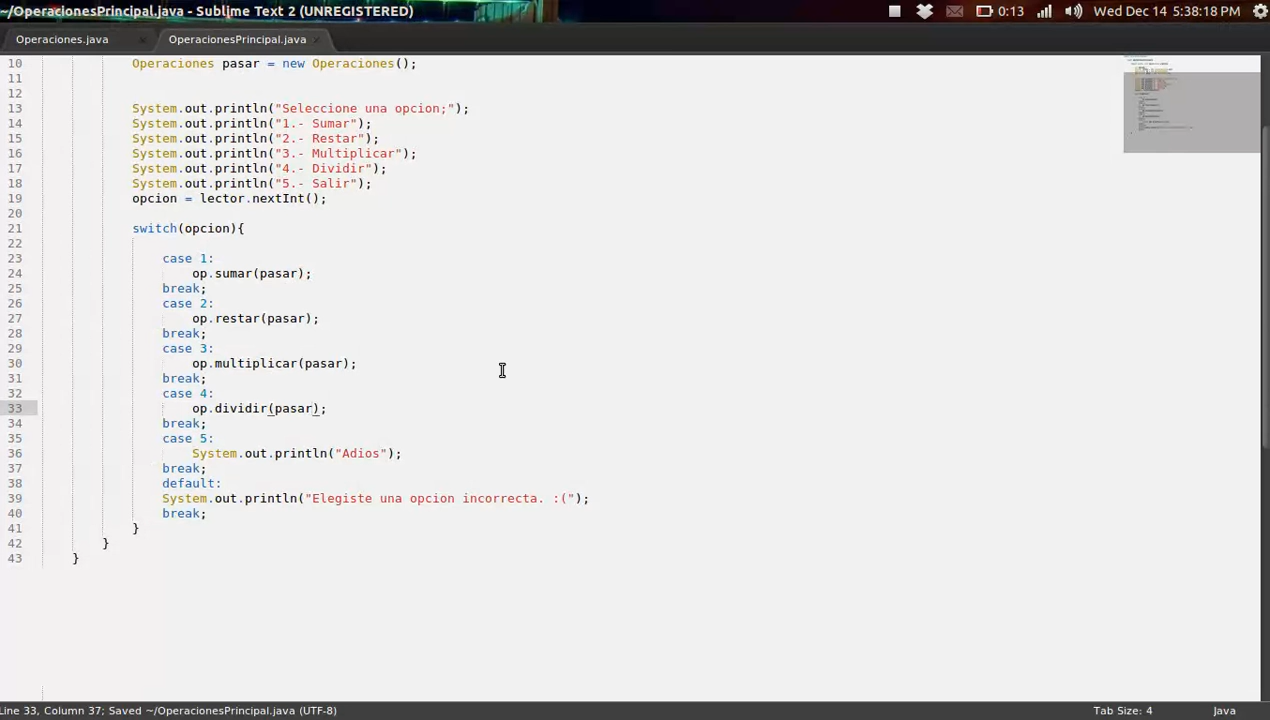 ~/OperacionesPrincipal.java - Sublime Text 2 (UNREGISTERED)
0:13
Wed Dec 14 5:38:18 PM
Operaciones.java
OperacionesPrincipal.java
10 Operaciones pasar = new Operaciones();
11
12
13 System.out.println("Seleccione una opcion;");
14 System.out.println("1.- Sumar");
15 System.out.println("2.- Restar");
16 System.out.println("3.- Multiplicar");
17 System.out.println("4.- Dividir");
18 System.out.println("5.- Salir");
19 opcion = lector.nextInt();
20
21 switch(opcion){
22
23 case 1:
24 op.sumar(pasar);
25 break;
26 case 2:
27 op.restar(pasar);
28 break;
29 case 3:
30 op.multiplicar(pasar);
31 break;
32 case 4:
33 op.dividir(pasar);
34 break;
35 case 5:
36 System.out.println("Adios");
37 break;
38 default:
39 System.out.println("Elegiste una opcion incorrecta. :(");
40 break;
41 }
42 }
43 }
Line 33, Column 37; Saved ~/OperacionesPrincipal.java (UTF-8)
Tab Size: 4
Java